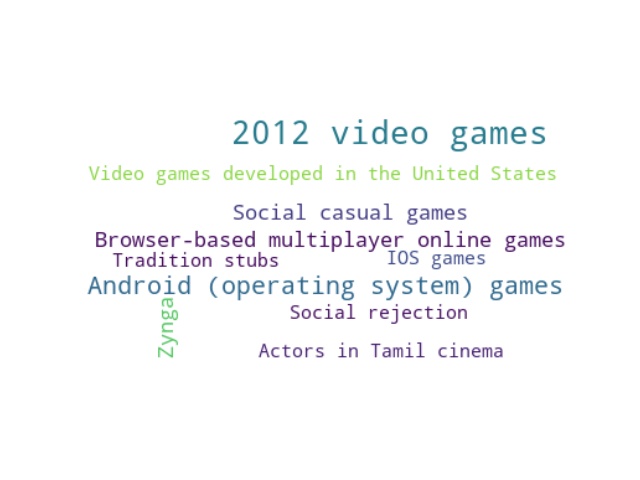 2012 video games
Video games developed in the United States
Social casual games
Browser-based multiplayer online games
Tradition stubs
IOS games
Android (operating system) games
Zynga
Social rejection
Actors in Tamil cinema